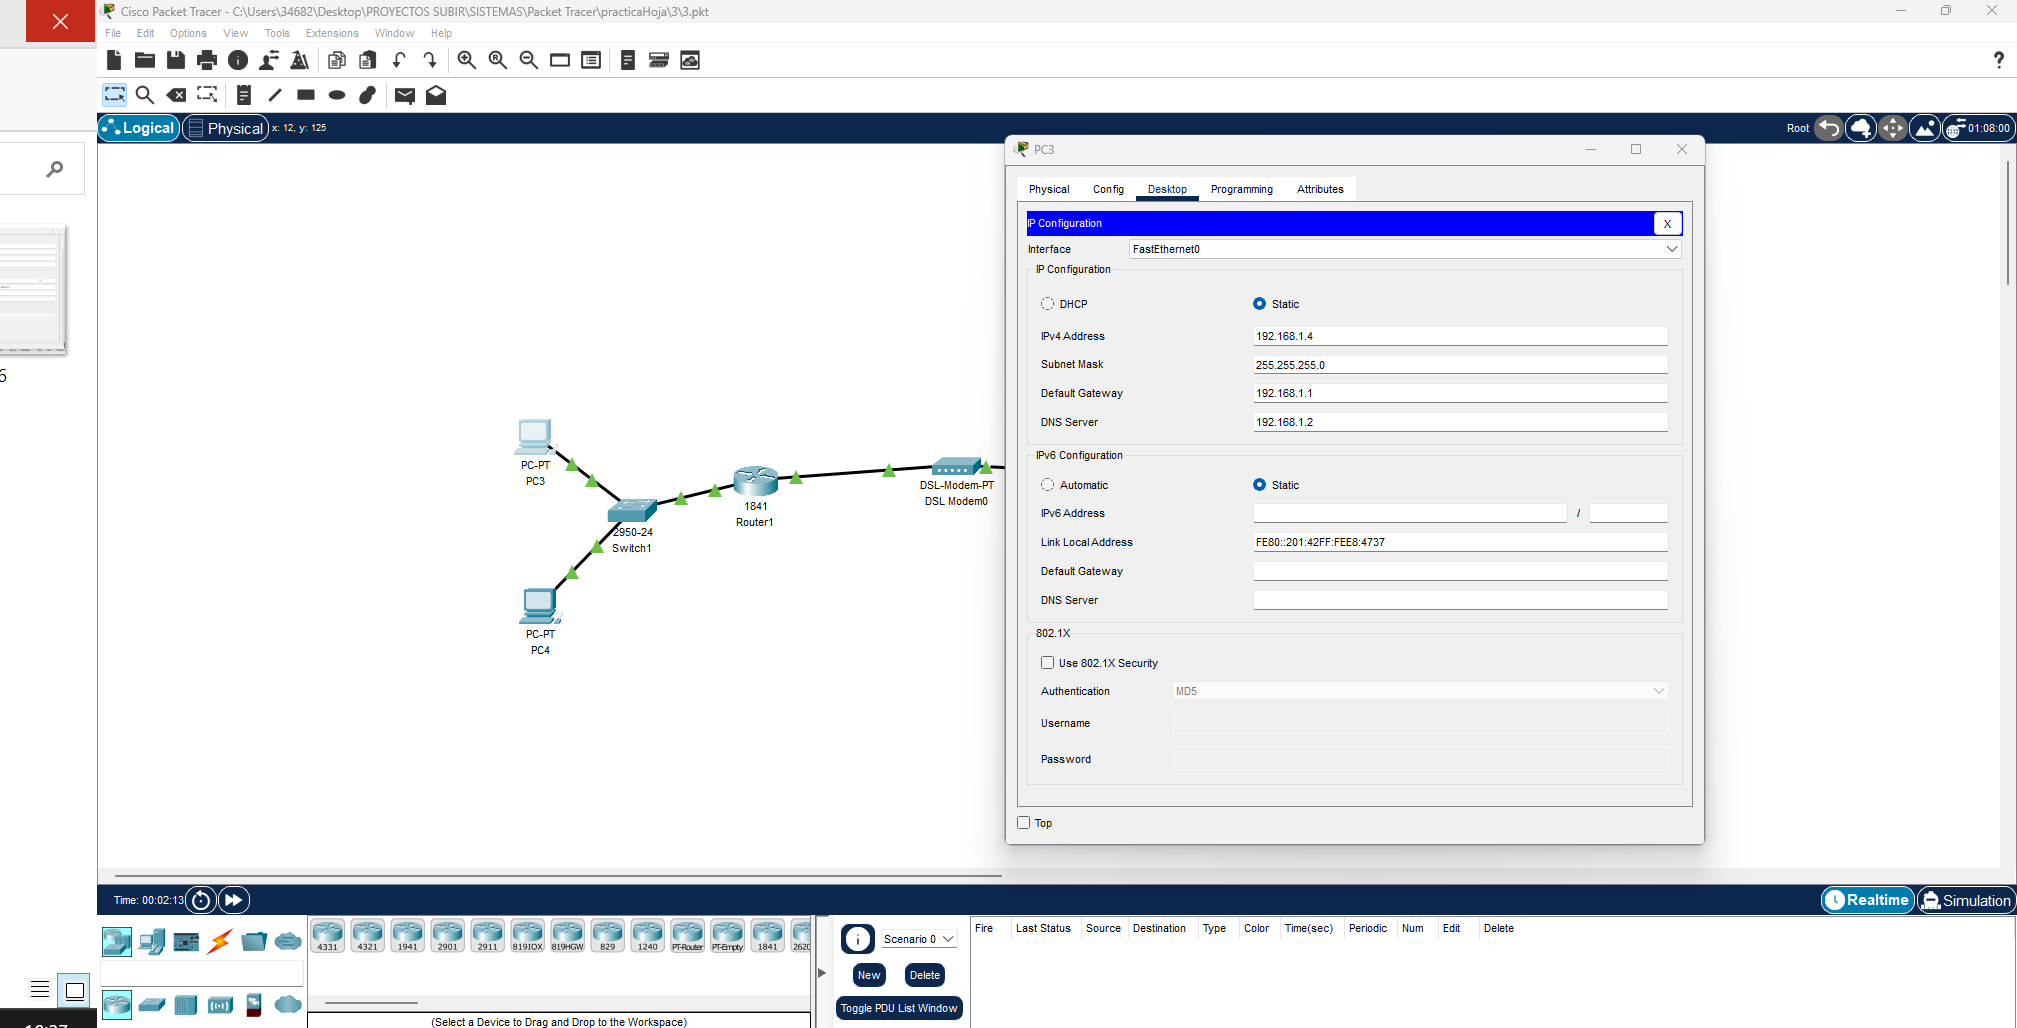 Cisco Packet Tracer - C:\Users\34682\Desktop\PROYECTOS SUBIR\SISTEMAS\Packet Tracer\practicaHoja\3\3.pkt
File Edit Options View Tools Extensions Window Help
Logical Physical x: 12, y: 125
Root 01:08:00
6
PC-PT
PC3
2950-24
Switch1
PC-PT
PC4
1841
Router1
DSL-Modem-PT
DSL Modem0
PC3
Physical Config Desktop Programming Attributes
IP Configuration X
Interface FastEthernet0
IP Configuration
DHCP Static
IPv4 Address 192.168.1.4
Subnet Mask 255.255.255.0
Default Gateway 192.168.1.1
DNS Server 192.168.1.2
IPv6 Configuration
Automatic Static
IPv6 Address /
Link Local Address FE80::201:42FF:FEE8:4737
Default Gateway
DNS Server
802.1X
Use 802.1X Security
Authentication MD5
Username
Password
Top
Time: 00:02:13
Realtime Simulation
4331 4321 1941 2901 2911 819IOX 819HGW 829 1240 PT-Router PT-Empty 1841 2620
(Select a Device to Drag and Drop to the Workspace)
Scenario 0
New Delete
Toggle PDU List Window
Fire Last Status Source Destination Type Color Time(sec) Periodic Num Edit Delete